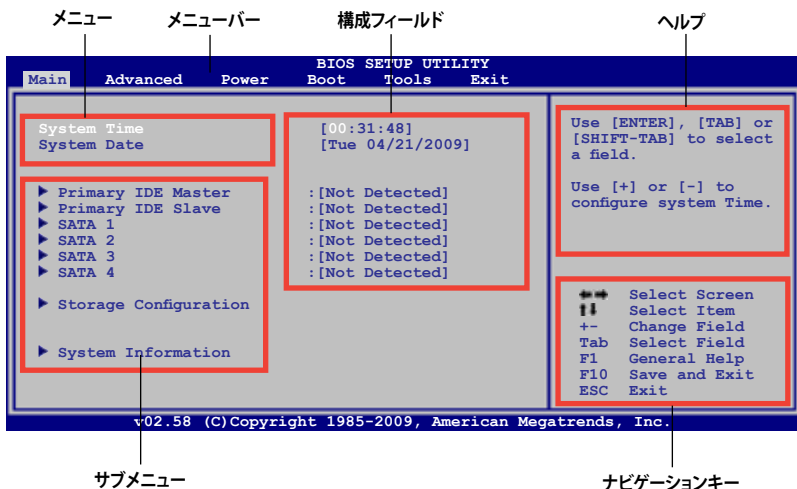 メニュー メニューバー 構成フィールド ヘルプ
BIOS SETUP UTILITY
Main Advanced Power Boot Tools Exit
System Time [00:31:48]
System Date [Tue 04/21/2009]
Primary IDE Master :[Not Detected]
Primary IDE Slave :[Not Detected]
SATA 1 :[Not Detected]
SATA 2 :[Not Detected]
SATA 3 :[Not Detected]
SATA 4 :[Not Detected]
Storage Configuration
System Information
Use [ENTER], [TAB] or
[SHIFT-TAB] to select
a field.
Use [+] or [-] to
configure system Time.
←→ Select Screen
↑↓ Select Item
+- Change Field
Tab Select Field
F1 General Help
F10 Save and Exit
ESC Exit
v02.58 (C)Copyright 1985-2009, American Megatrends, Inc.
サブメニュー ナビゲーションキー